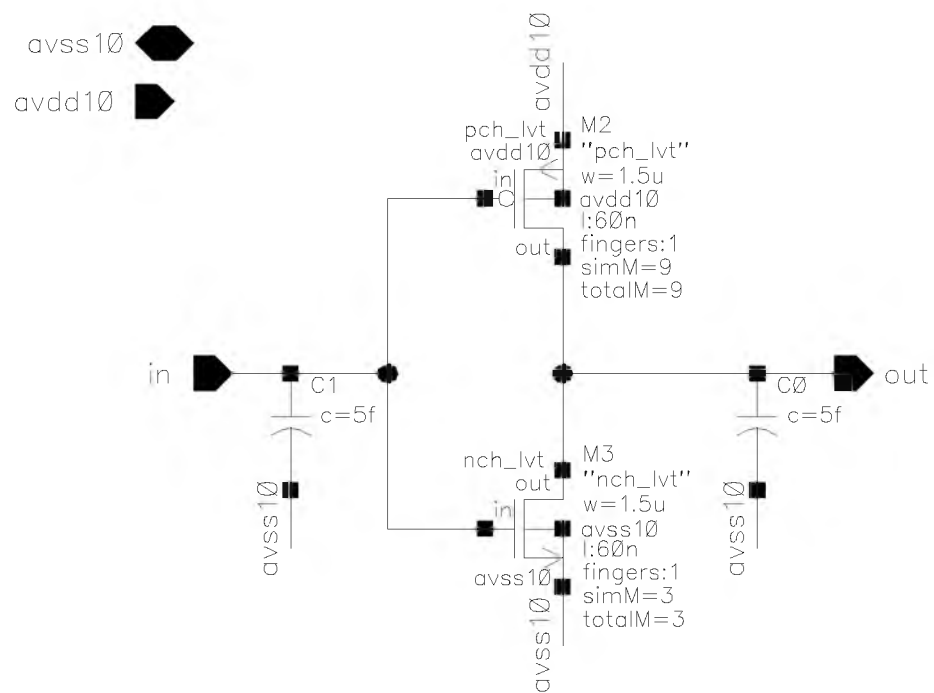 avss10
avdd10
avdd10
pch_lvt
avdd10
in
out
M2
"pch_lvt"
w=1.5u
avdd10
l:60n
fingers:1
simM=9
totalM=9
in
C1
c=5f
avss10
nch_lvt
out
in
avss10
M3
"nch_lvt"
w=1.5u
avss10
l:60n
fingers:1
simM=3
totalM=3
avss10
C0
c=5f
avss10
out